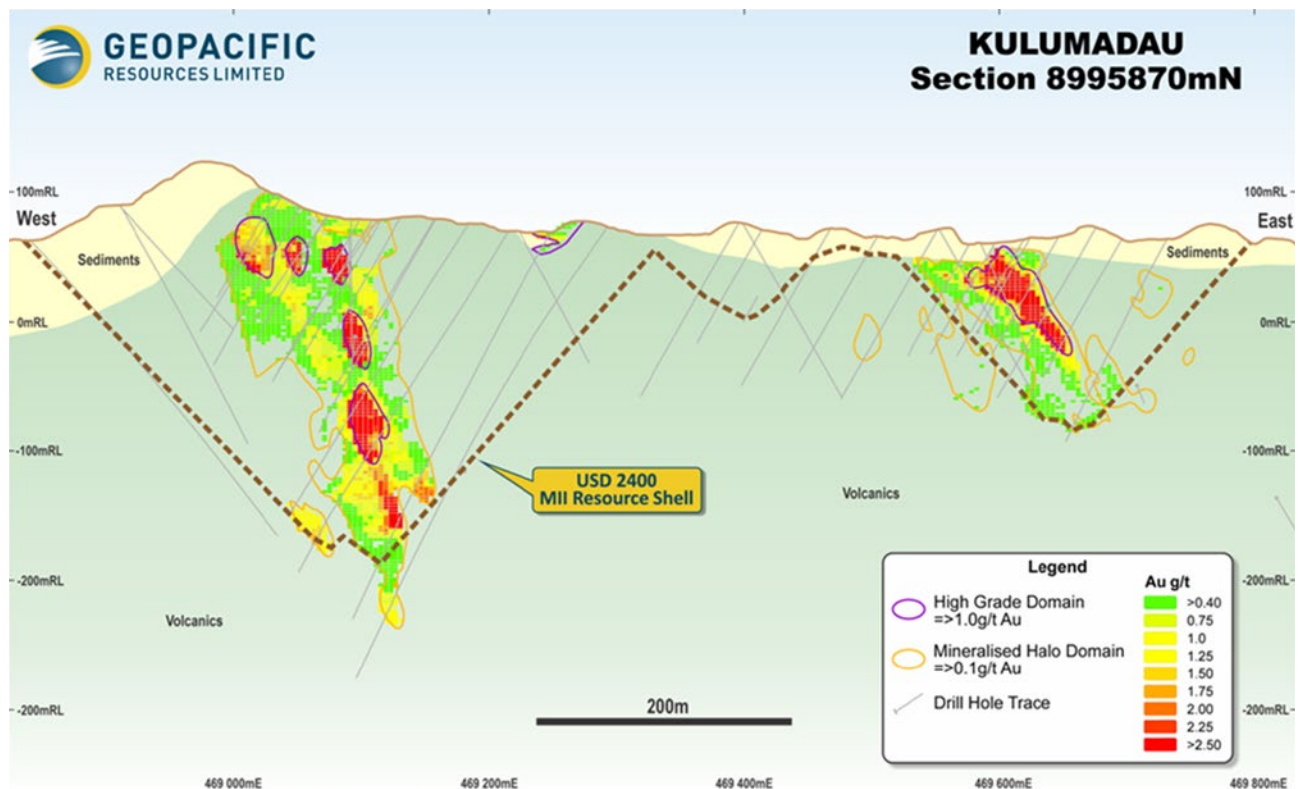 GEOPACIFIC
RESOURCES LIMITED
KULUMADAU
Section 8995870mN
100mRL
100mRL
West
East
Sediments
Sediments
0mRL
0mRL
-100mRL
-100mRL
USD 2400
MII Resource Shell
Volcanics
-200mRL
-200mRL
Volcanics
-200mRL
-200mRL
200m
Legend
High Grade Domain
=>1.0g/t Au
Mineralised Halo Domain
=>0.1g/t Au
Drill Hole Trace
Au g/t
>0.40
0.75
1.0
1.25
1.50
1.75
2.00
2.25
>2.50
469 000mE
469 200mE
469 400mE
469 600mE
469 800mE